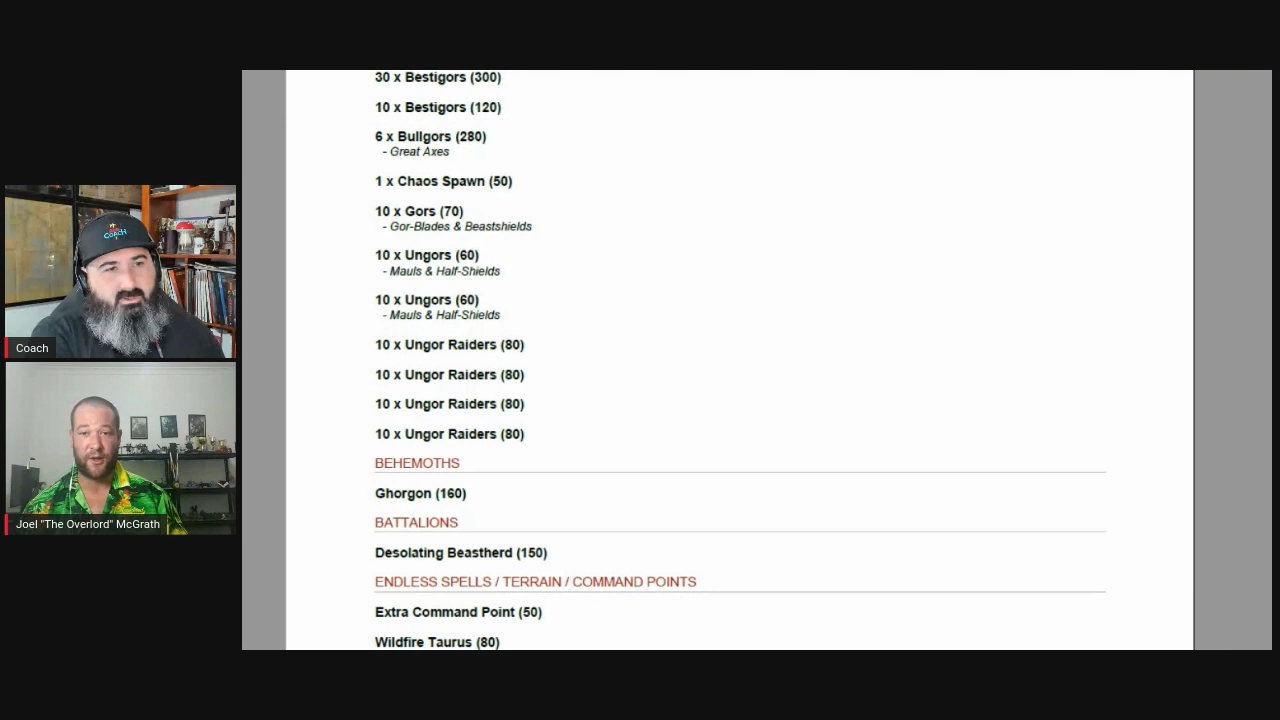 30 x Bestigors (300)
10 x Bestigors (120)
6 x Bullgors (280)
- Great Axes
1 x Chaos Spawn (50)
10 x Gors (70)
- Gor-Blades & Beastshields
10 x Ungors (60)
- Mauls & Half-Shields
10 x Ungors (60)
- Mauls & Half-Shields
10 x Ungor Raiders (80)
10 x Ungor Raiders (80)
10 x Ungor Raiders (80)
10 x Ungor Raiders (80)
BEHEMOTHS
Ghorgon (160)
BATTALIONS
Desolating Beastherd (150)
ENDLESS SPELLS / TERRAIN / COMMAND POINTS
Extra Command Point (50)
Wildfire Taurus (80)
COACH
Coach
Joel "The Overlord" McGrath